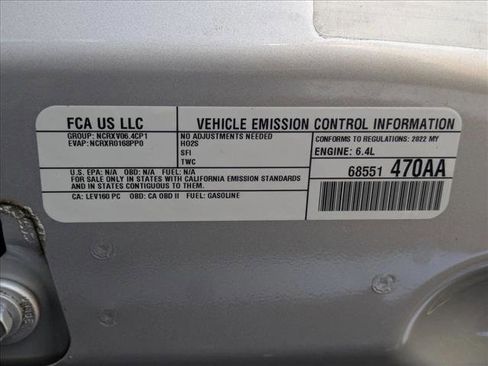 FCA US LLC
VEHICLE EMISSION CONTROL INFORMATION
GROUP: NCRXV06.4CP1
EVAP: NCRXR0168PP0
NO ADJUSTMENTS NEEDED
HO2S
SFI
TWC
CONFORMS TO REGULATIONS: 2022 MY
ENGINE: 6.4L
68551 470AA
U.S. EPA: N/A OBD: N/A FUEL: N/A
FOR SALE ONLY IN STATES WITH CALIFORNIA EMISSION STANDARDS
AND IN STATES CONTIGUOUS TO THEM.
CA: LEV160 PC OBD: CA OBD II FUEL: GASOLINE